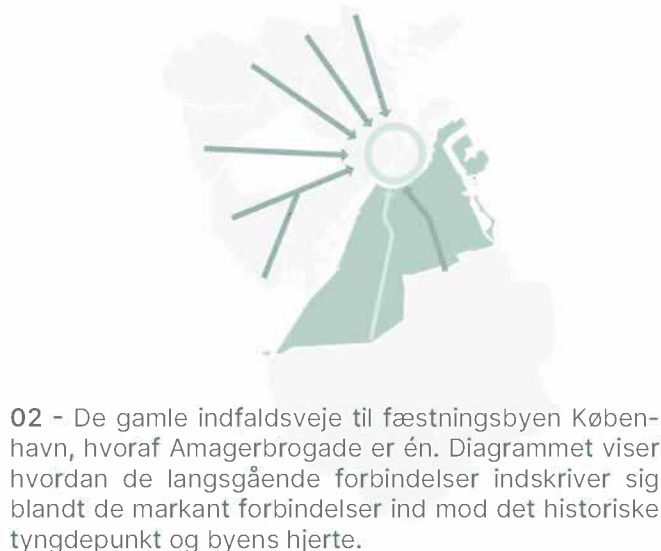 02 - De gamle indfaldsveje til fæstningsbyen Køben-
havn, hvoraf Amagerbrogade er én. Diagrammet viser
hvordan de langsgående forbindelser indskriver sig
blandt de markant forbindelser ind mod det historiske
tyngdepunkt og byens hjerte.